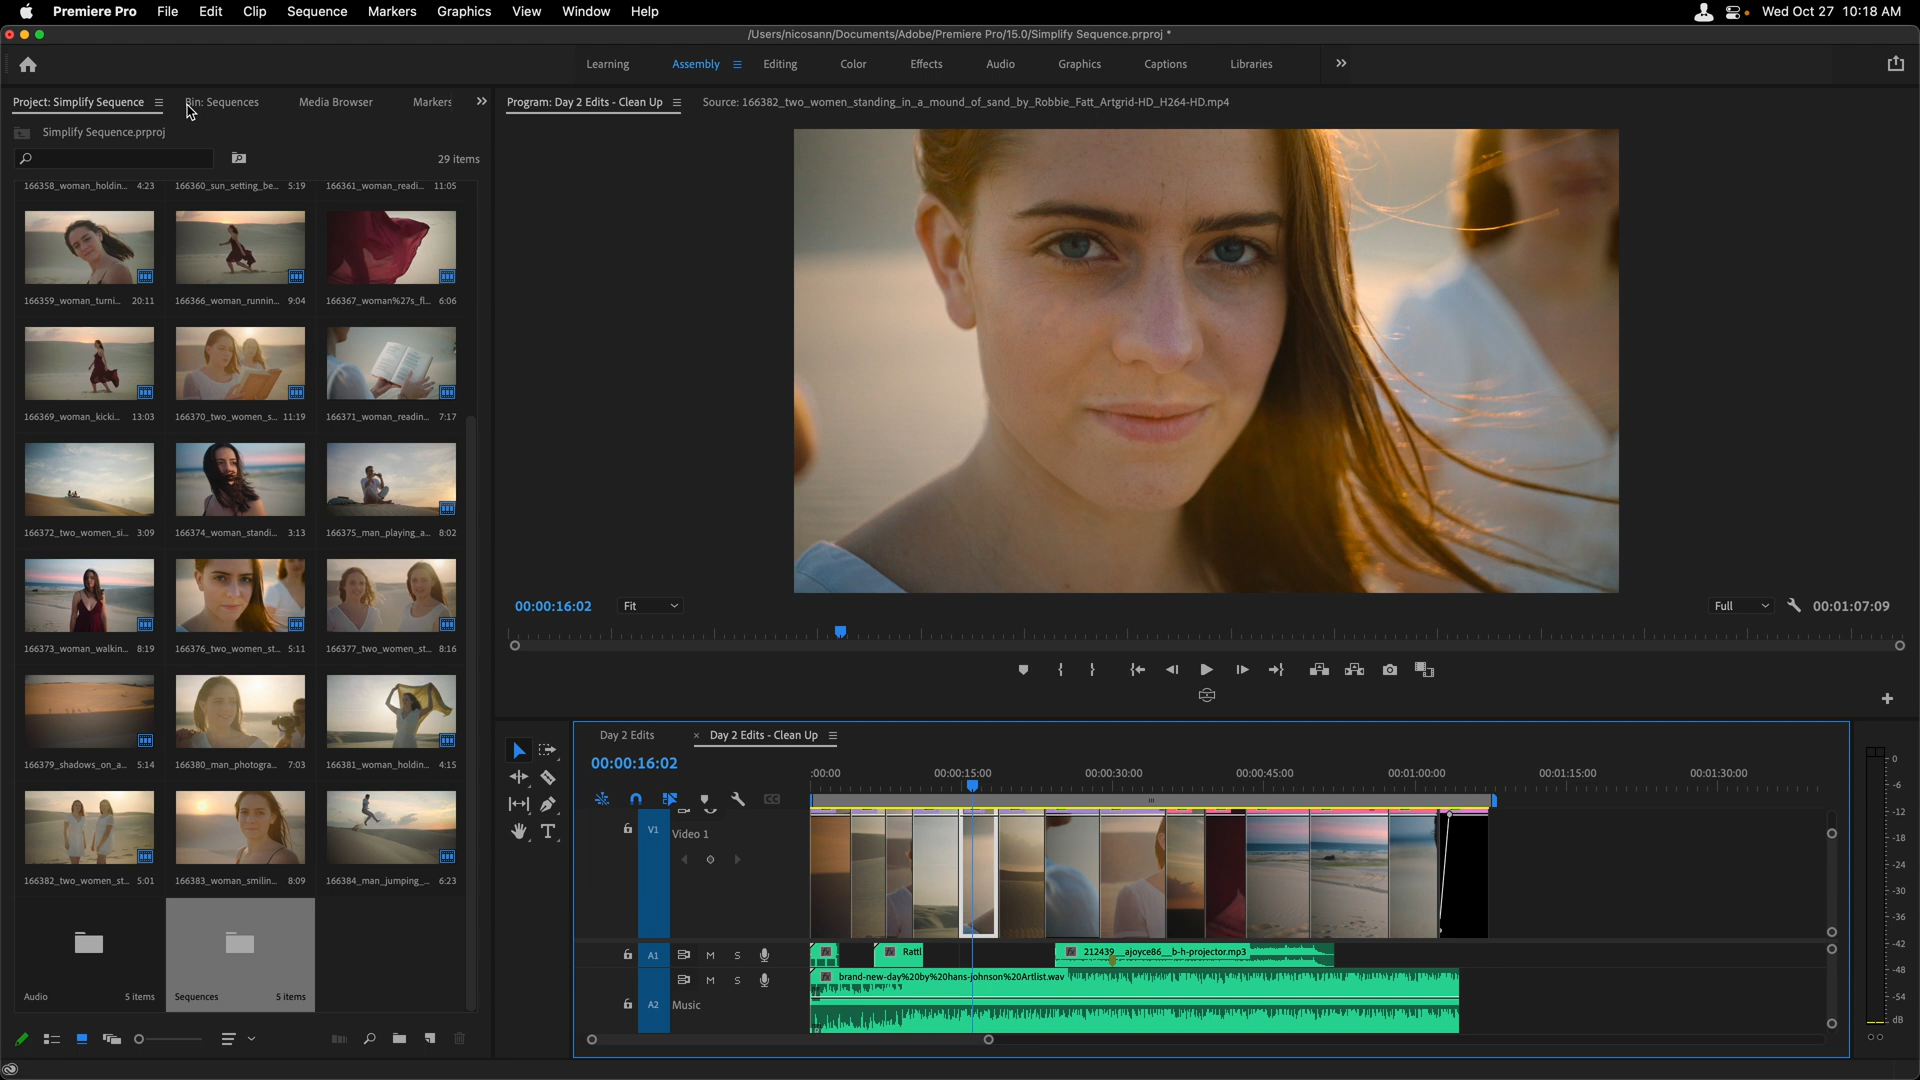 Premiere Pro File Edit Clip Sequence Markers Graphics View Window Help Wed Oct 27 10:18 AM
/Users/nicosann/Documents/Adobe/Premiere Pro/15.0/Simplify Sequence.prproj *
Learning Assembly Editing Color Effects Audio Graphics Captions Libraries
Project: Simplify Sequence Bin: Sequences Media Browser Markers
Program: Day 2 Edits - Clean Up Source: 166382_two_women_standing_in_a_mound_of_sand_by_Robbie_Fatt_Artgrid-HD_H264-HD.mp4
Simplify Sequence.prproj
29 items
166358_woman_holdin... 4:23 166360_sun_setting_be... 5:19 166361_woman_readi... 11:05
166359_woman_turni... 20:11 166366_woman_runnin... 9:04 166367_woman%27s_fl... 6:06
166369_woman_kicki... 13:03 166370_two_women_s... 11:19 166371_woman_readin... 7:17
166372_two_women_si... 3:09 166374_woman_standi... 3:13 166375_man_playing_a... 8:02
166373_woman_walkin... 8:19 166376_two_women_st... 5:11 166377_two_women_st... 8:16
166379_shadows_on_a... 5:14 166380_man_photogra... 7:03 166381_woman_holdin... 4:15
166382_two_women_st... 5:01 166383_woman_smilin... 8:09 166384_man_jumping_... 6:23
Audio 5 items Sequences 5 items
00:00:16:02 Fit Full 00:01:07:09
Day 2 Edits × Day 2 Edits - Clean Up
00:00:16:02
:00:00 00:00:15:00 00:00:30:00 00:00:45:00 00:01:00:00 00:01:15:00 00:01:30:00
V1 Video 1
A1 M S fx fx Rattl fx 212439__ajoyce86__b-h-projector.mp3
M S fx brand-new-day%20by%20hans-johnson%20Artlist.wav
A2 Music
0
-6
-12
-18
-24
-30
-36
-42
-48
-54
dB